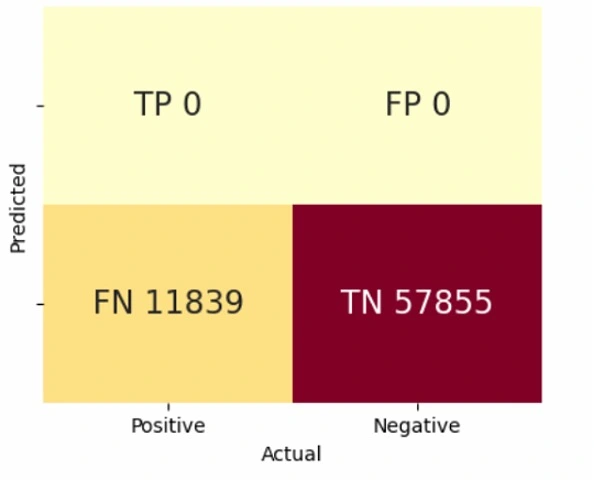 TP 0
FP 0
Predicted
FN 11839
TN 57855
Positive
Negative
Actual